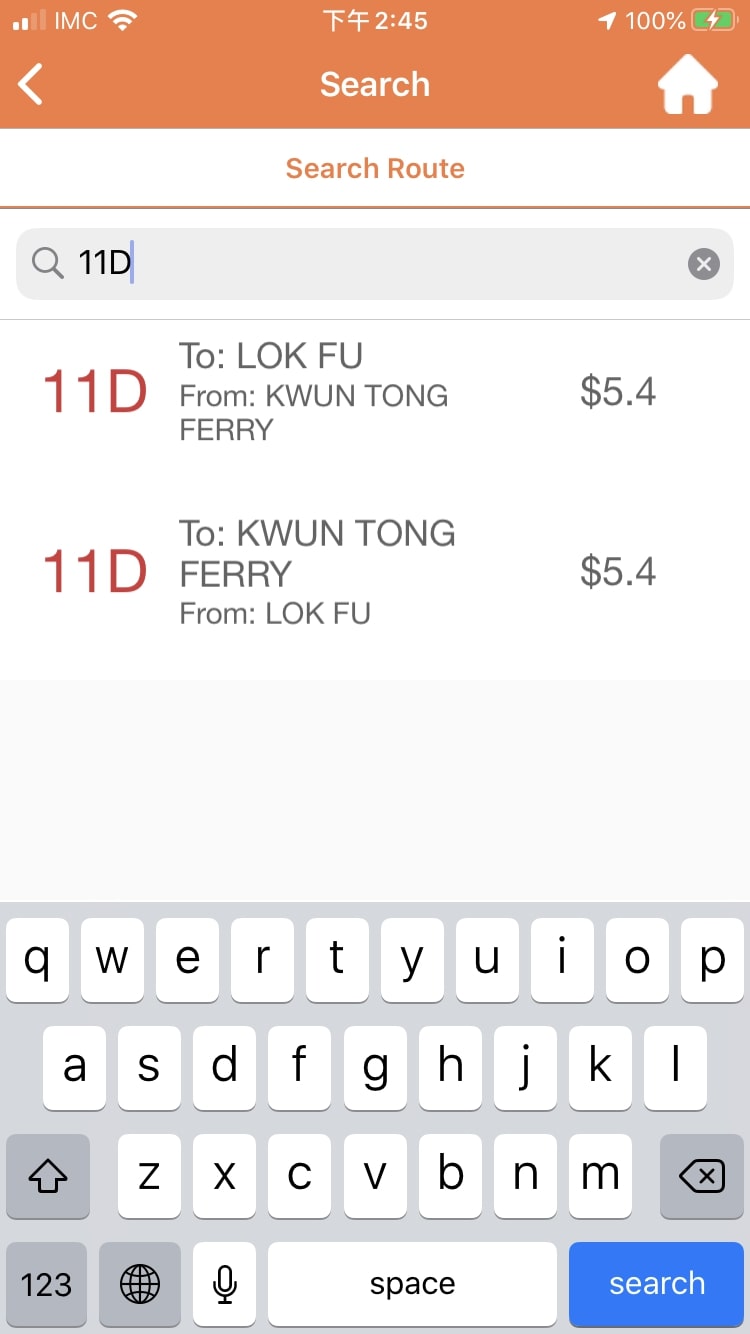 IMC 下午 2:45 100%
Search
Search Route
11D
To: LOK FU
11D From: KWUN TONG $5.4
FERRY
To: KWUN TONG
11D FERRY $5.4
From: LOK FU
q w e r t y u i o p
a s d f g h j k l
z x c v b n m
123 space search